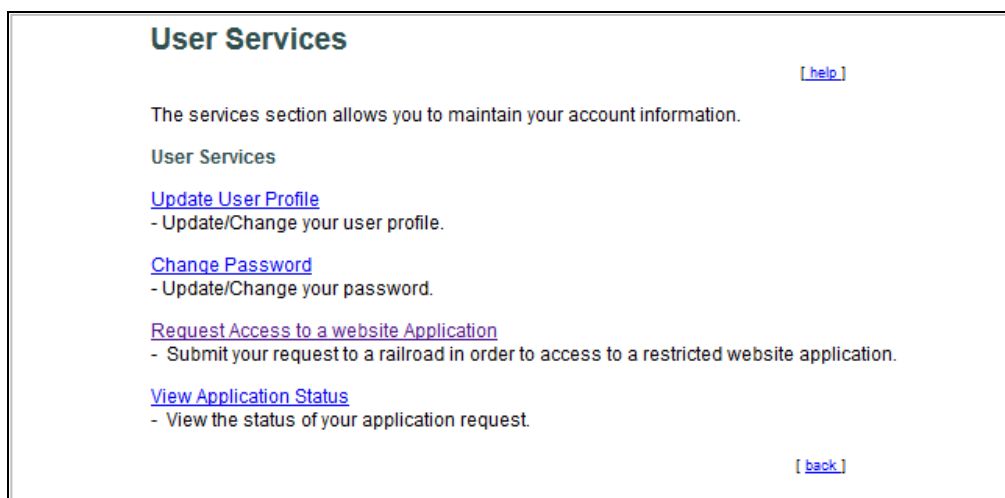 User Services
[ help ]
The services section allows you to maintain your account information.
User Services
Update User Profile
- Update/Change your user profile.
Change Password
- Update/Change your password.
Request Access to a website Application
- Submit your request to a railroad in order to access to a restricted website application.
View Application Status
- View the status of your application request.
[ back ]